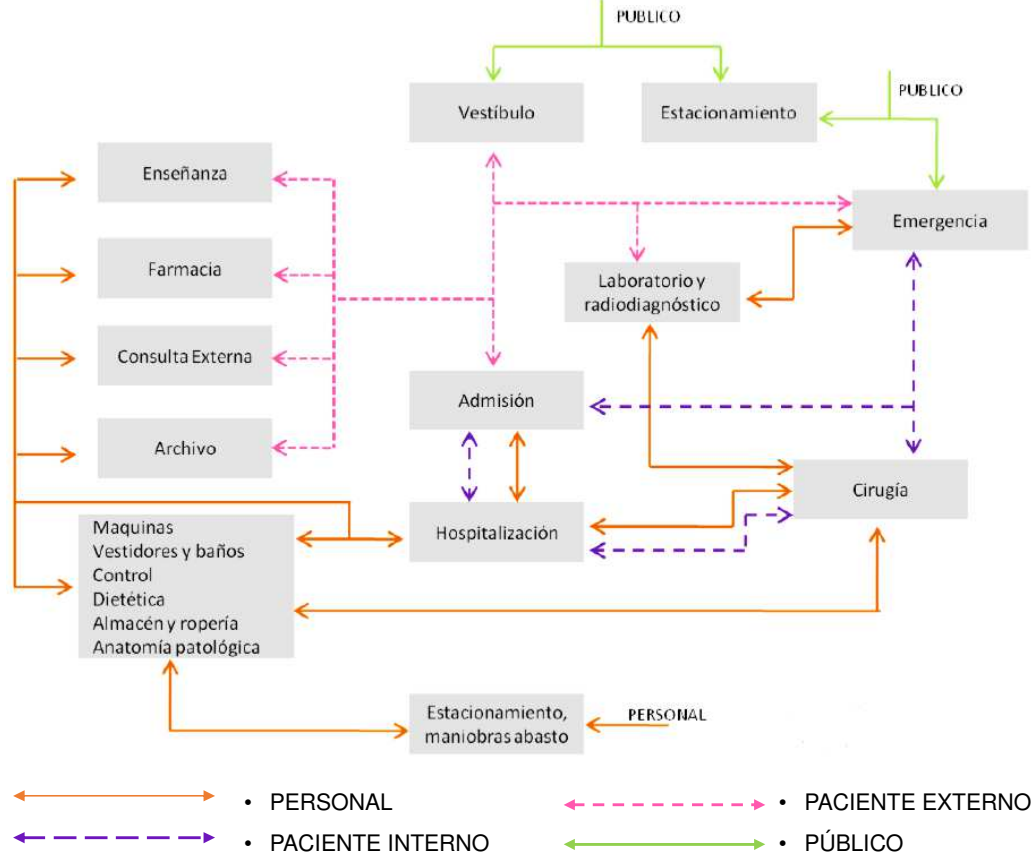 PUBLICO
Vestíbulo
Estacionamiento
PUBLICO
Enseñanza
Emergencia
Farmacia
Laboratorio y
radiodiagnóstico
Consulta Externa
Admisión
Archivo
Cirugía
Hospitalización
Maquinas
Vestidores y baños
Control
Dietética
Almacén y ropería
Anatomía patológica
Estacionamiento,
maniobras abasto
PERSONAL
• PERSONAL
• PACIENTE EXTERNO
• PACIENTE INTERNO
• PÚBLICO